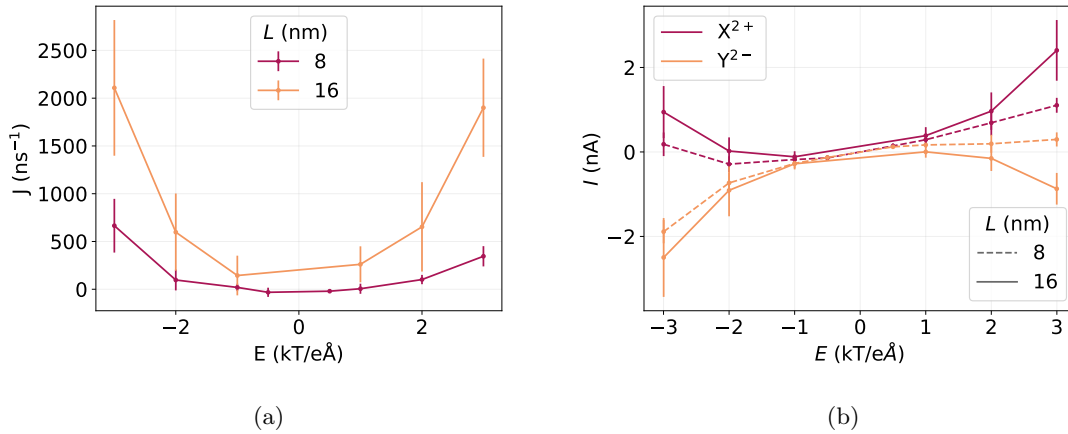 2500
2000
1500
1000
500
0
J (ns⁻¹)
L (nm)
8
16
−2
0
2
E (kT/eÅ)
(a)
2
0
−2
I (nA)
X²⁺
Y²⁻
L (nm)
8
16
−3
−2
−1
0
1
2
3
E (kT/eÅ)
(b)